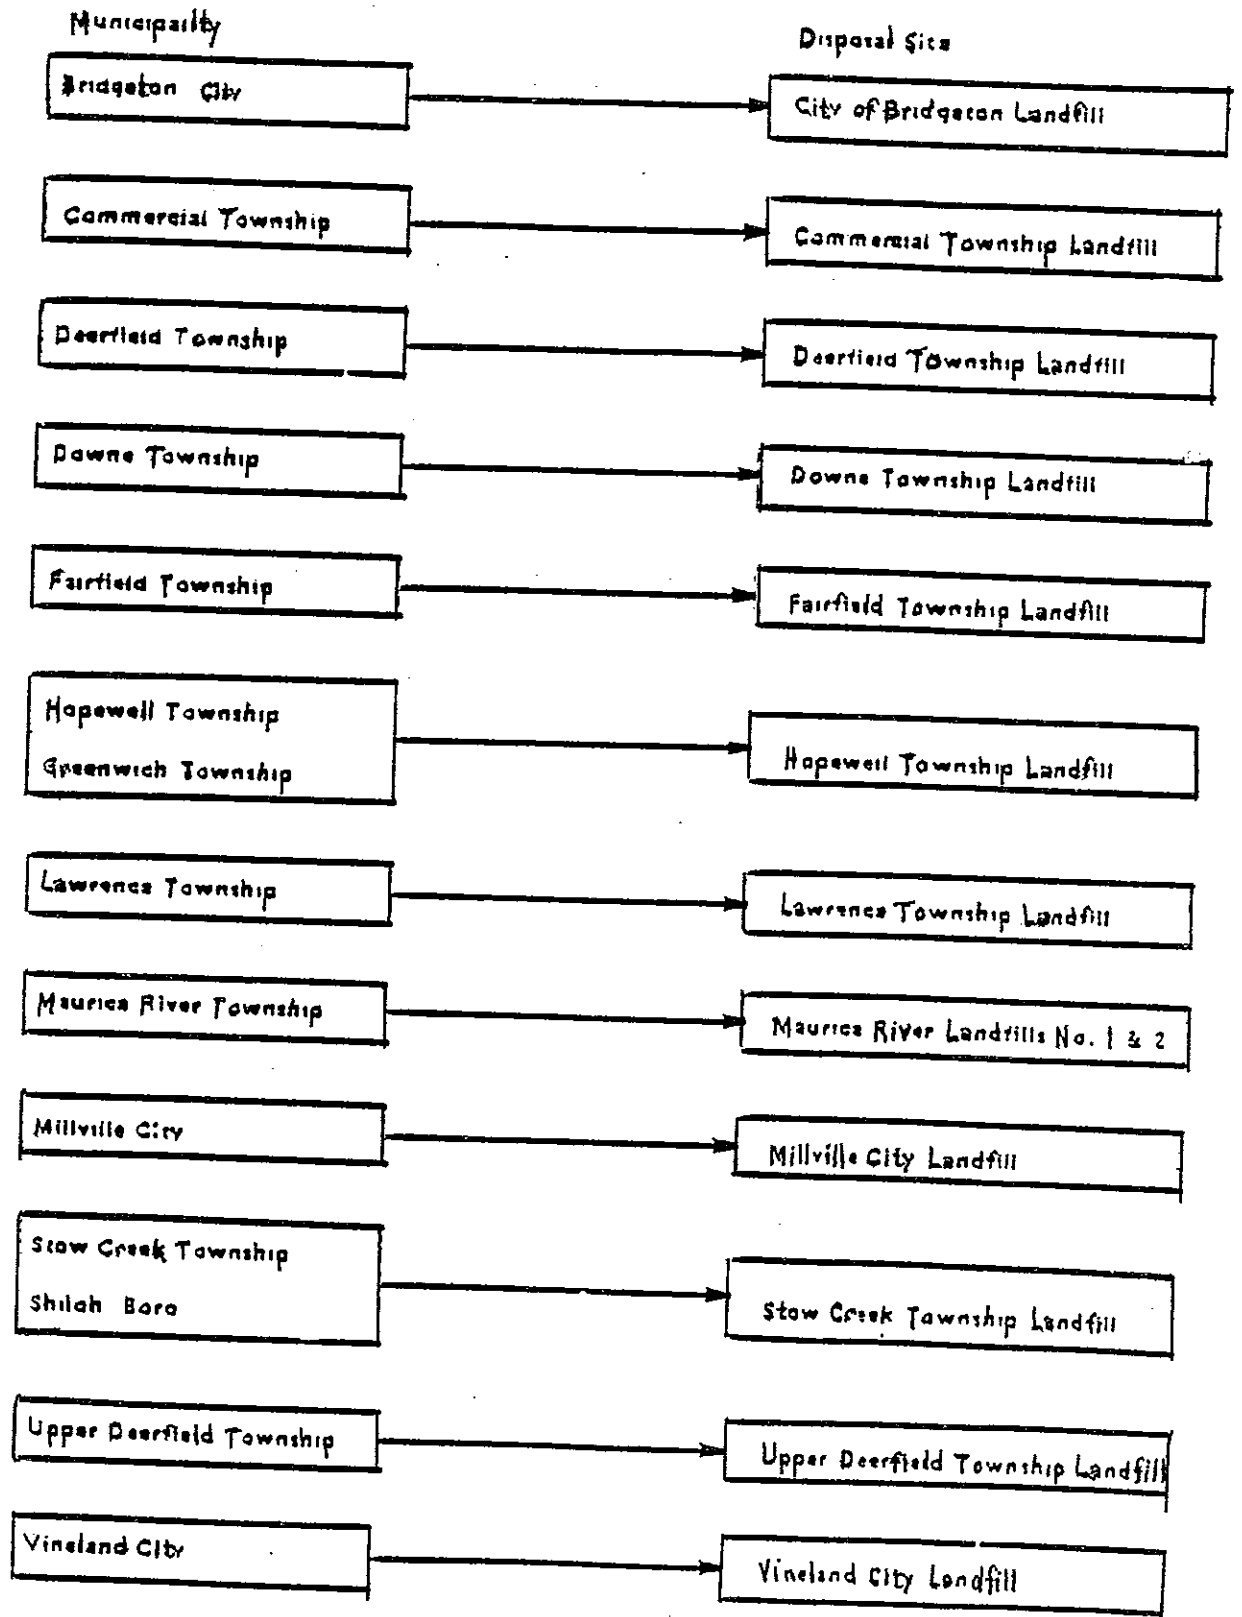 Municipality
Disposal Site
Bridgeton City
City of Bridgeton Landfill
Commercial Township
Commercial Township Landfill
Deerfield Township
Deerfield Township Landfill
Downe Township
Downe Township Landfill
Fairfield Township
Fairfield Township Landfill
Hopewell Township
Greenwich Township
Hopewell Township Landfill
Lawrence Township
Lawrence Township Landfill
Maurice River Township
Maurice River Landfills No. 1 & 2
Millville City
Millville City Landfill
Stow Creek Township
Shiloh Boro
Stow Creek Township Landfill
Upper Deerfield Township
Upper Deerfield Township Landfill
Vineland City
Vineland City Landfill